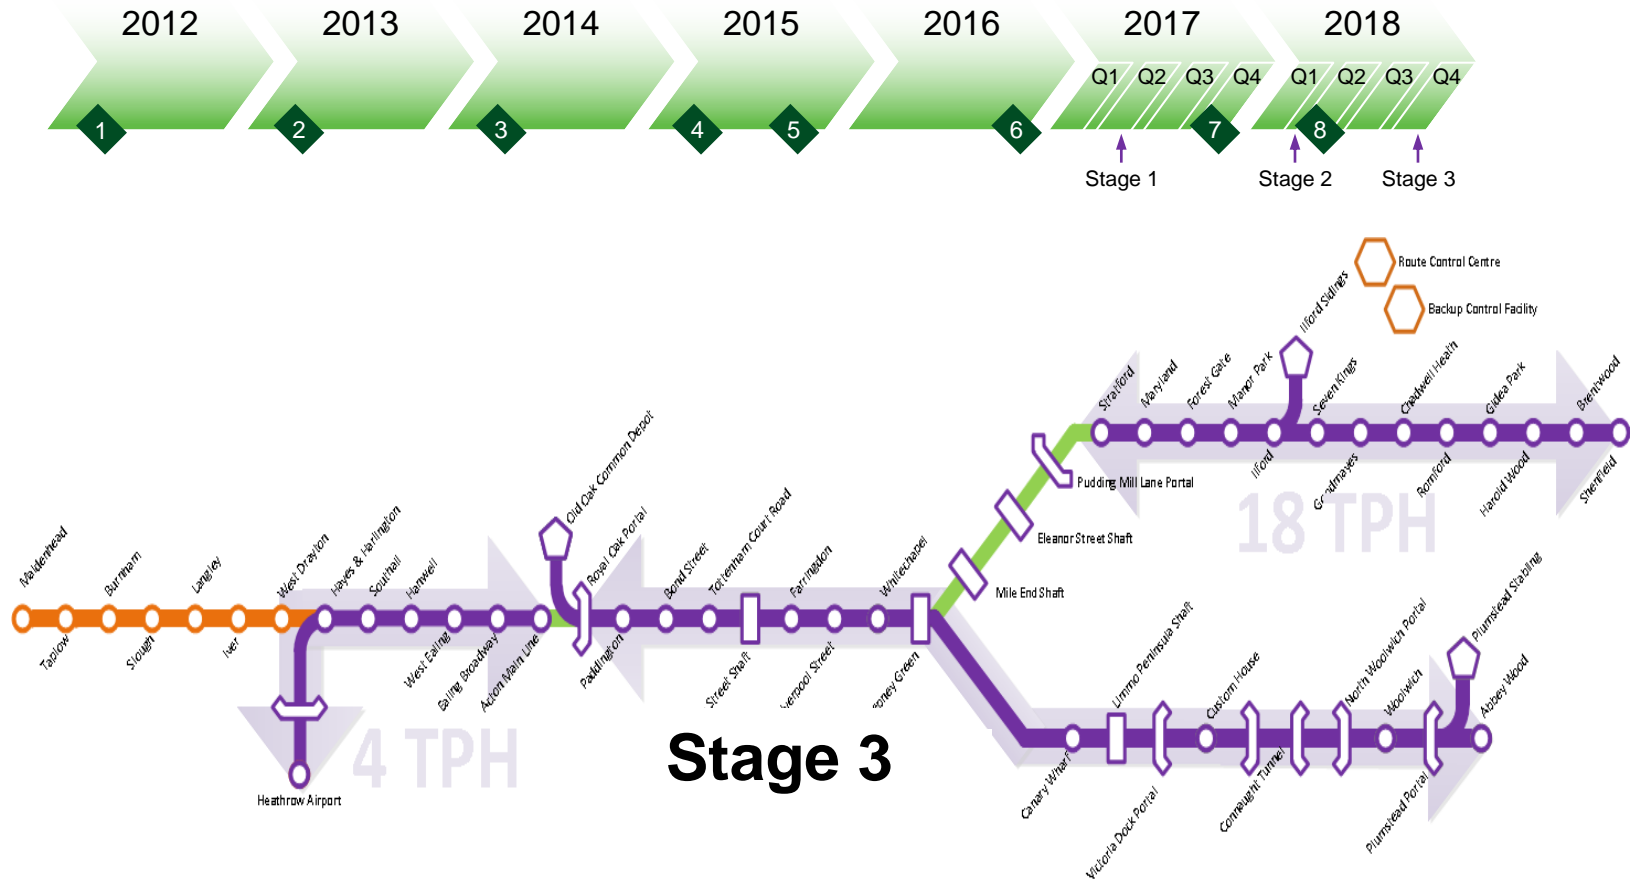 2012
2013
2014
2015
2016
2017
2018
Q1
Q2
Q3
Q4
Q1
Q2
Q3
Q4
1
2
3
4
5
6
7
8
Stage 1
Stage 2
Stage 3
Route Control Centre
Backup Control Facility
Ilford Sidings
Stratford
Maryland
Forest Gate
Manor Park
Seven Kings
Chadwell Heath
Gidea Park
Brentwood
Ilford
Goodmayes
Romford
Harold Wood
Shenfield
18 TPH
Pudding Mill Lane Portal
Eleanor Street Shaft
Mile End Shaft
Old Oak Common Depot
Royal Oak Portal
Maidenhead
Burnham
Langley
West Drayton
Hayes & Harlington
Southall
Hanwell
Bond Street
Tottenham Court Road
Farringdon
Whitechapel
Taplow
Slough
Iver
West Ealing
Ealing Broadway
Acton Main Line
Paddington
Street Shaft
verpool Street
oney Green
4 TPH
Heathrow Airport
Stage 3
Limmo Peninsula Shaft
Custom House
North Woolwich Portal
Woolwich
Plumstead Stabling
Abbey Wood
Canary Wharf
Victoria Dock Portal
Connaught Tunnel
Plumstead Portal